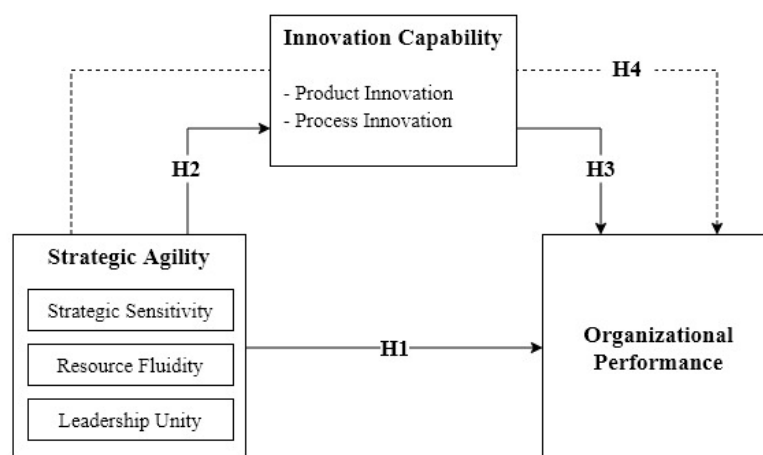 Innovation Capability
- Product Innovation
- Process Innovation
H4
H2
H3
Strategic Agility
Strategic Sensitivity
Resource Fluidity
Leadership Unity
H1
Organizational
Performance